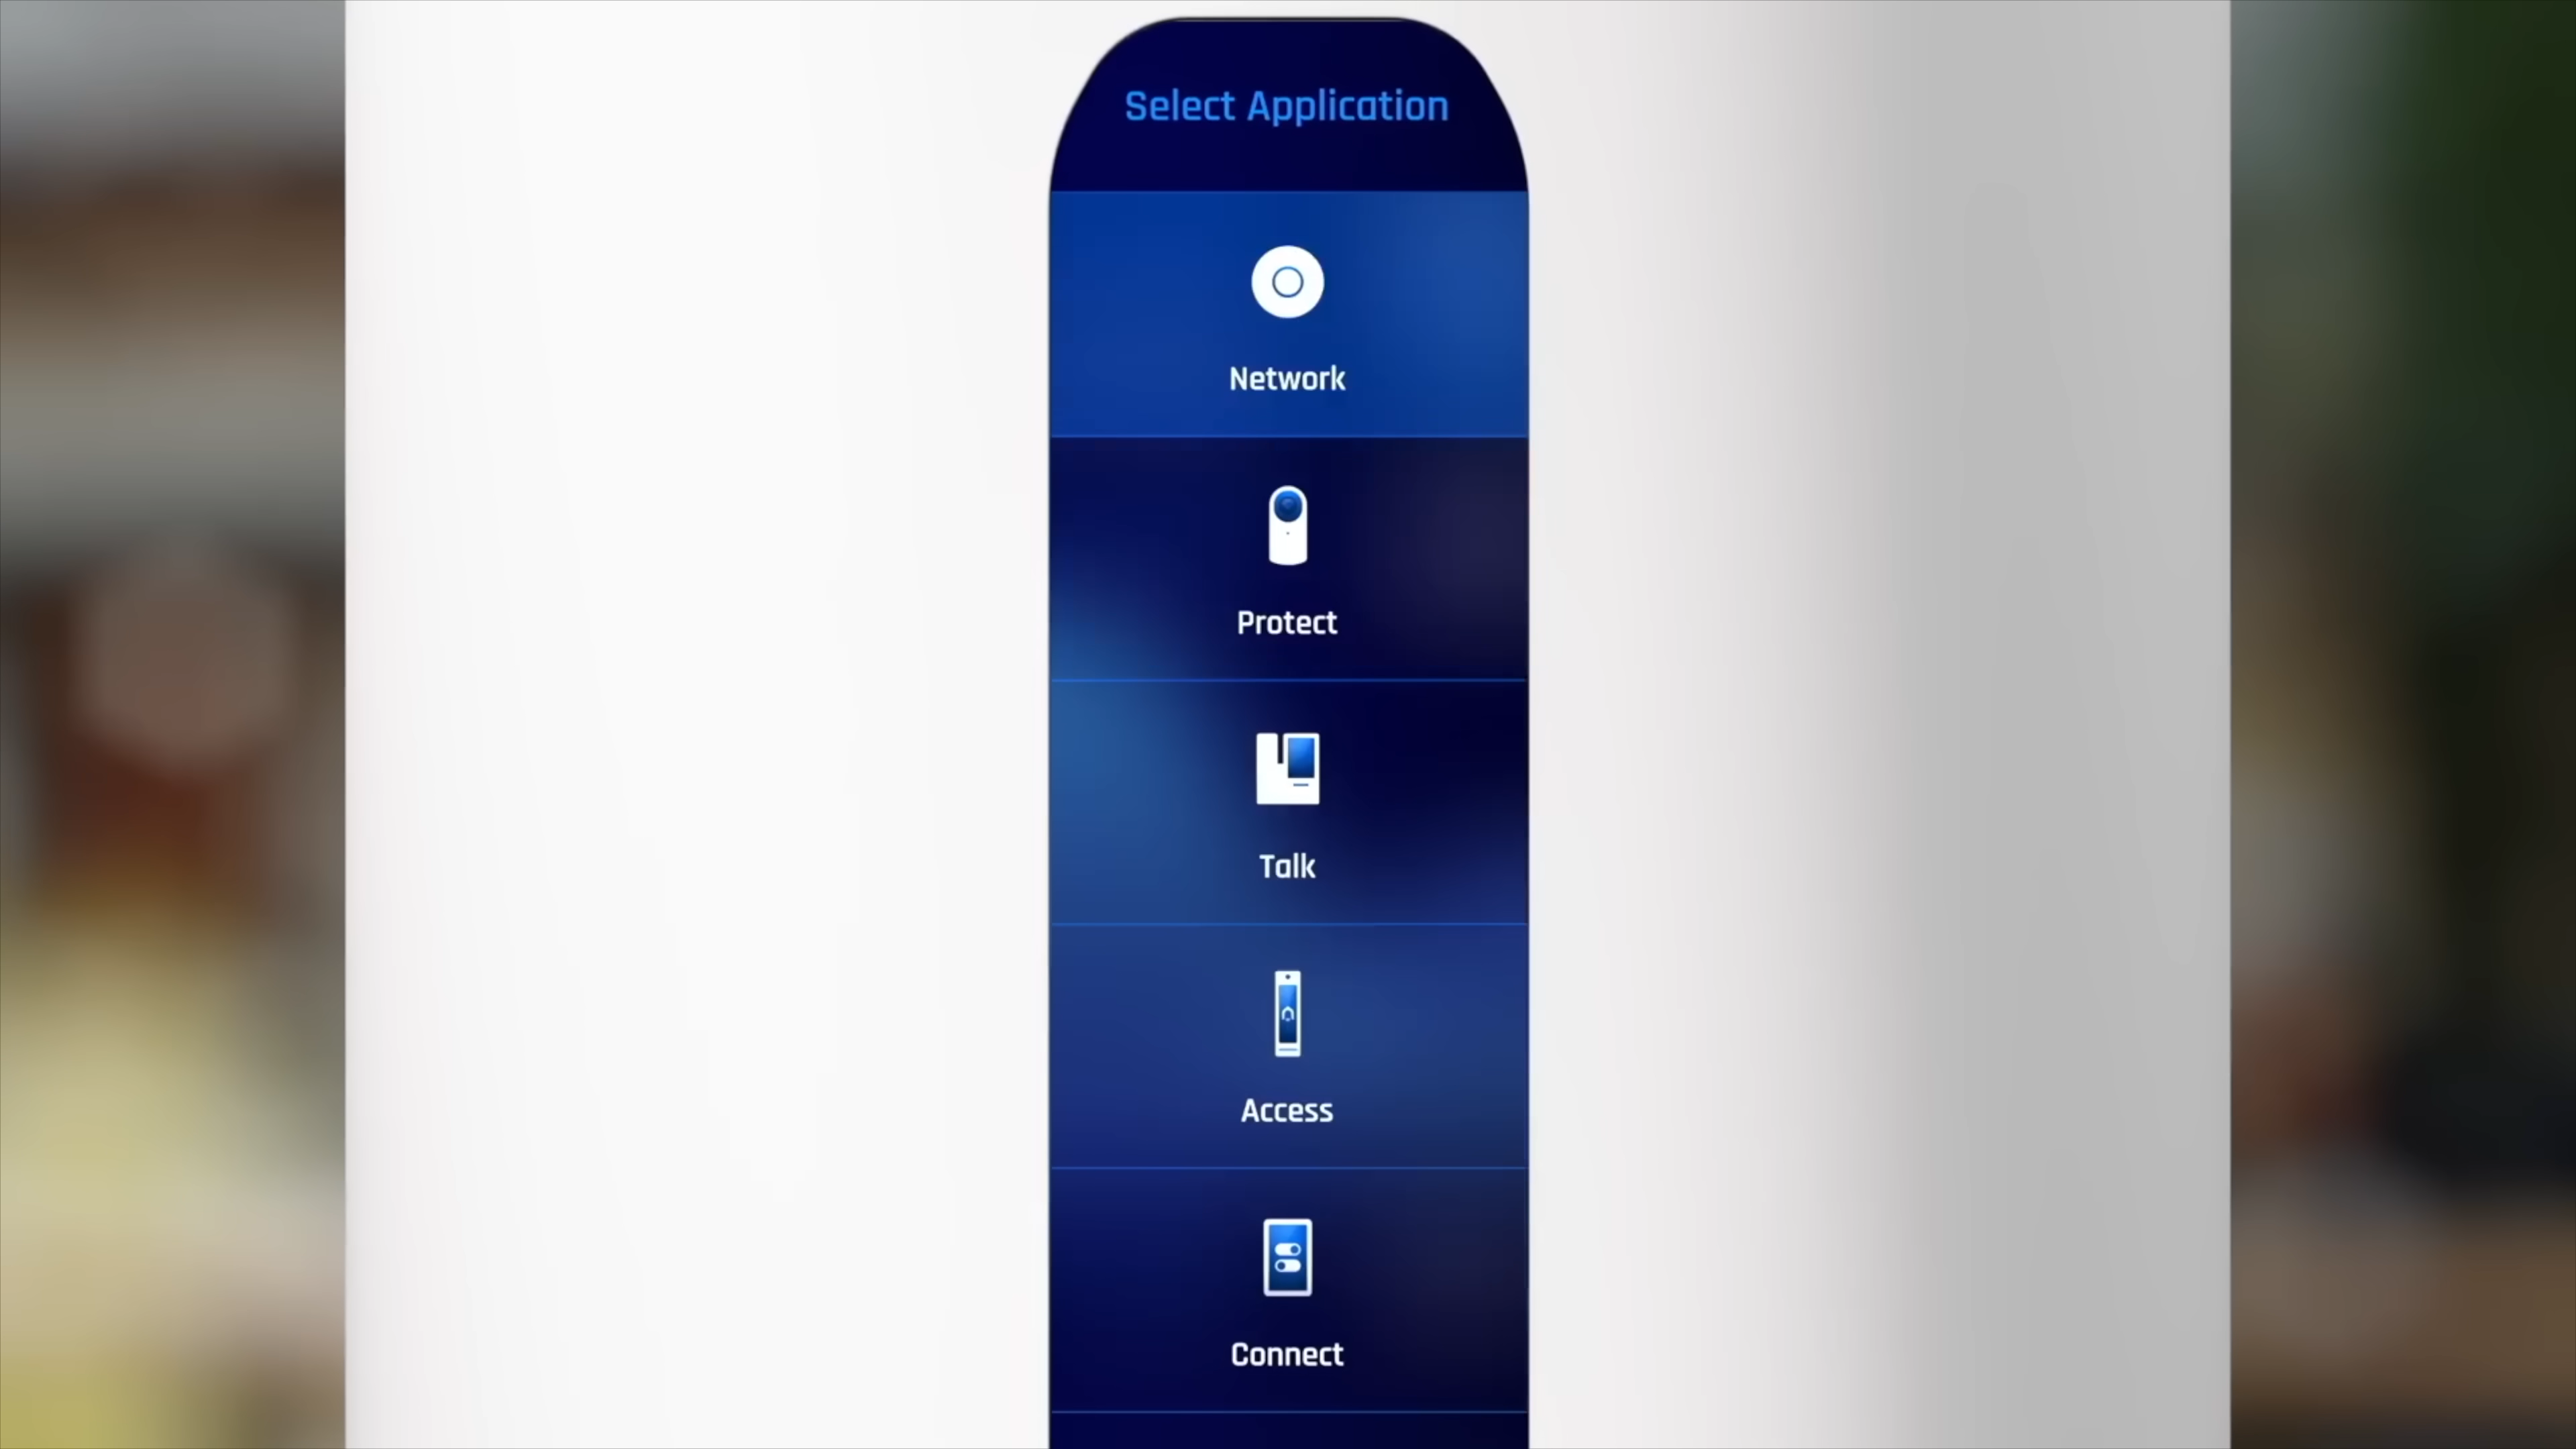 Select Application
Network
Protect
Talk
Access
Connect